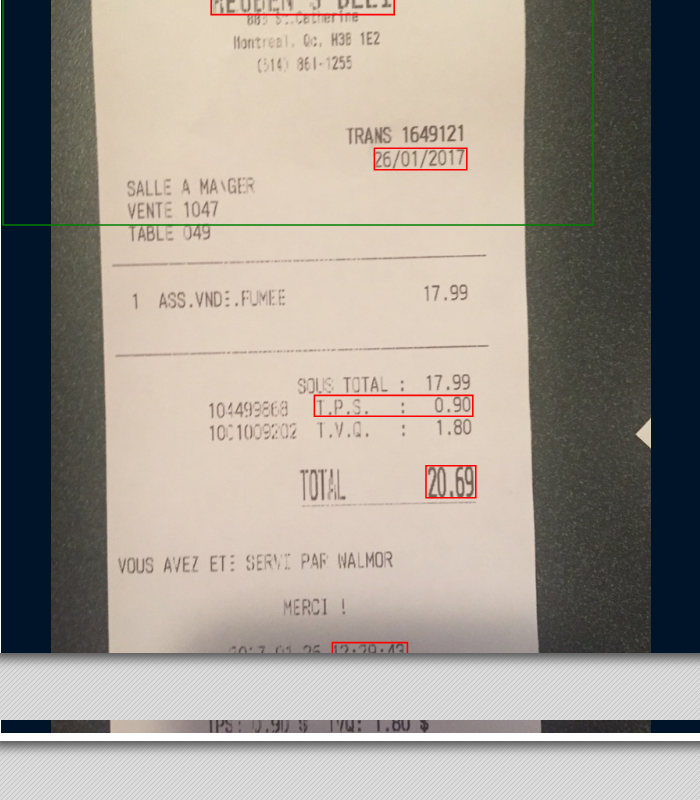 REUBEN'S DELI
St.Catherine
Montreal, Qc, H3B 1E2
(514) 861-1255
TRANS 1649121
26/01/2017
SALLE A MANGER
VENTE 1047
TABLE 049
1 ASS.VNDE.FUMEE 17.99
SOUS TOTAL : 17.99
104499868 T.P.S. : 0.90
1001009202 T.V.Q. : 1.80
TOTAL 20.69
VOUS AVEZ ETE SERVI PAR WALMOR
MERCI !
2017-01-26 12:29:43
TPS: 0.90 $ TVQ: 1.80 $